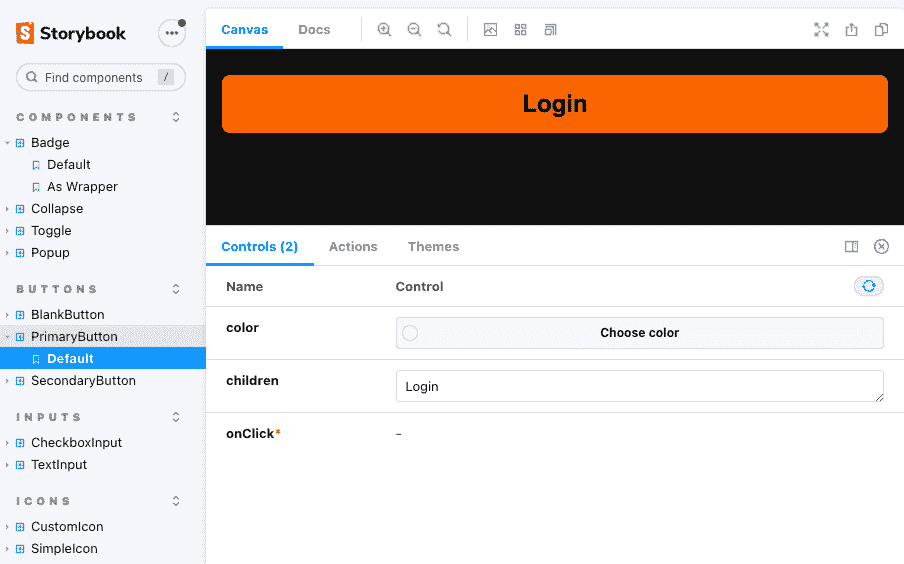 Storybook
Find components /
COMPONENTS
Badge
Default
As Wrapper
Collapse
Toggle
Popup
BUTTONS
BlankButton
PrimaryButton
Default
SecondaryButton
INPUTS
CheckboxInput
TextInput
ICONS
CustomIcon
SimpleIcon
Canvas Docs
Login
Controls (2) Actions Themes
Name Control
color Choose color
children Login
onClick* -